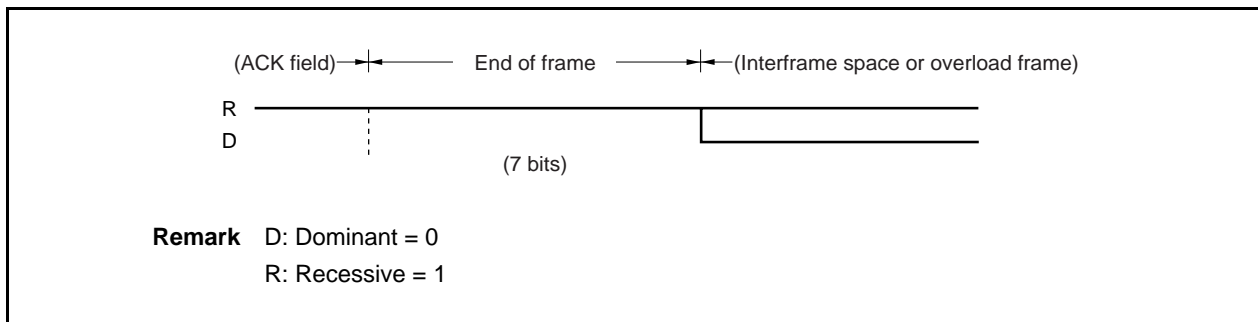 (ACK field) End of frame (Interframe space or overload frame)
R
D
(7 bits)
Remark D: Dominant = 0
R: Recessive = 1